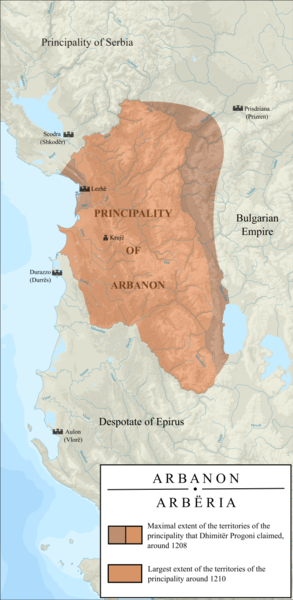 Principality of Serbia
Prisdriana
(Prizren)
Scodra
(Shkodër)
Lezhë
PRINCIPALITY
Bulgarian
Empire
Krujë
OF
Durazzo
(Durrës)
ARBANON
Despotate of Epirus
Aulon
(Vlorë)
ARBANON
ARBËRIA
Maximal extent of the territories of the
principality that Dhimitër Progoni claimed,
around 1208
Largest extent of the territories of the
principality around 1210